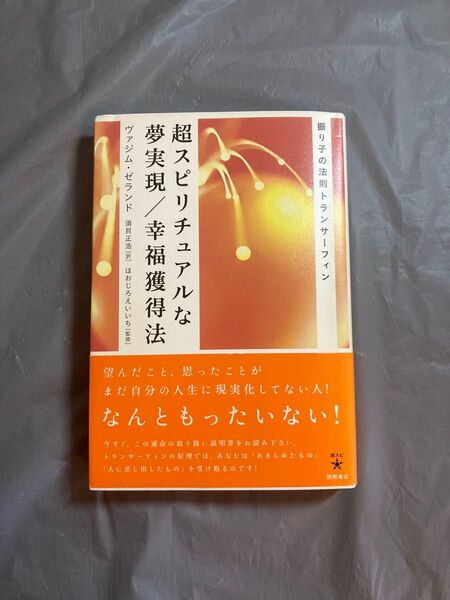 振り子の法則トランサーフィン
超スピリチュアルな
夢実現／幸福獲得法
ヴァジム・ゼランド 須貝正浩[訳] ほおじろえいいち[監修]
望んだこと、思ったことが
まだ自分の人生に現実化してない人!
なんともったいない!
今すぐ、この運命の取り扱い説明書をお読み下さい。
トランサーフィンの原理では、あなたは「あきらめたもの」
「人に差し出したもの」を受け取るのです!
超スピ
徳間書店